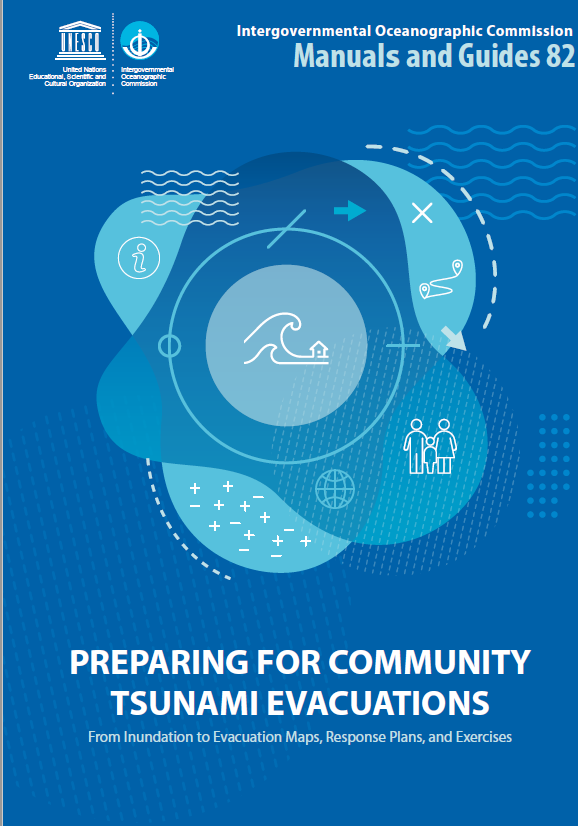 UNESCO
United Nations
Educational, Scientific and
Cultural Organization
Intergovernmental
Oceanographic
Commission
Intergovernmental Oceanographic Commission
Manuals and Guides 82
PREPARING FOR COMMUNITY
TSUNAMI EVACUATIONS
From Inundation to Evacuation Maps, Response Plans, and Exercises